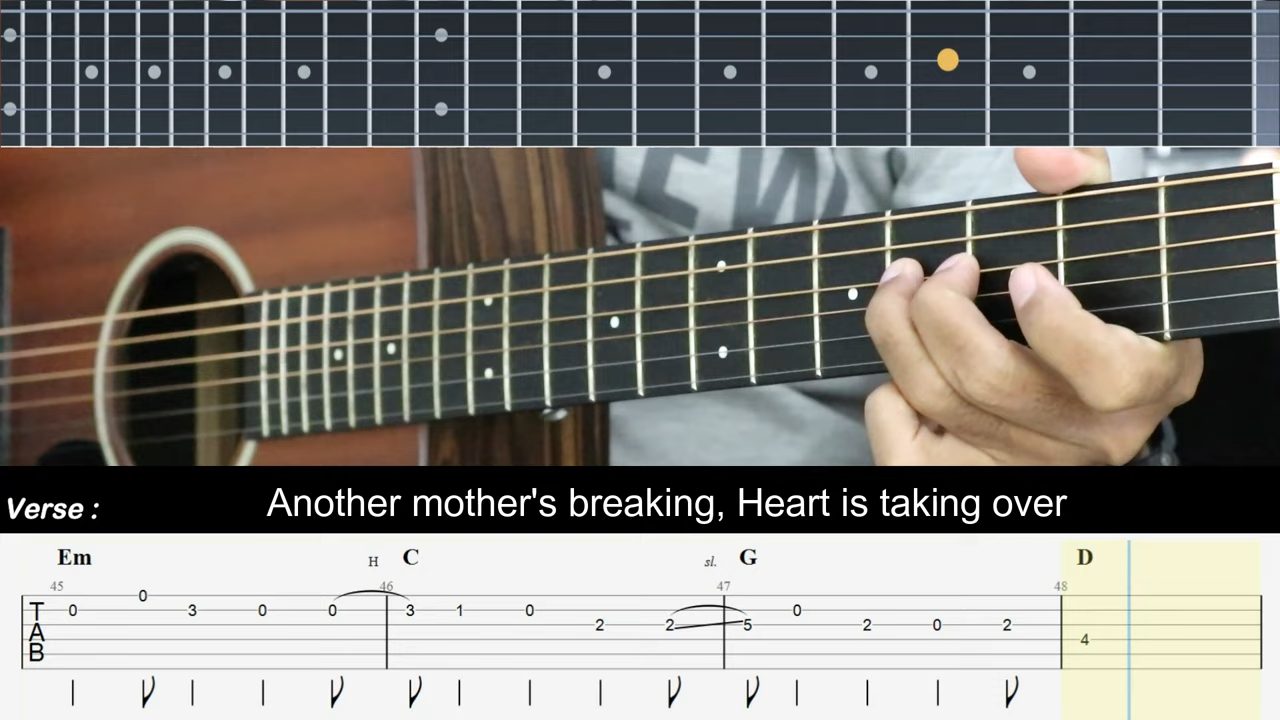 EW
Verse :
Another mother's breaking, Heart is taking over
Em H C sl. G D
45 46 47 48
T
A
B
0 0 3 0 0 3 1 0 2 2 5 0 2 0 2 4